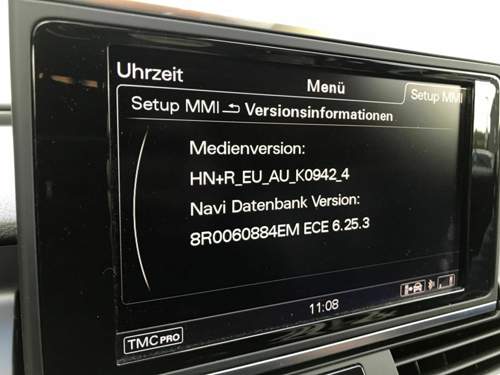 Uhrzeit
Menü
Setup MMI
Setup MMI Versionsinformationen
Medienversion:
HN+R_EU_AU_K0942_4
Navi Datenbank Version:
8R0060884EM ECE 6.25.3
11:08
TMC PRO